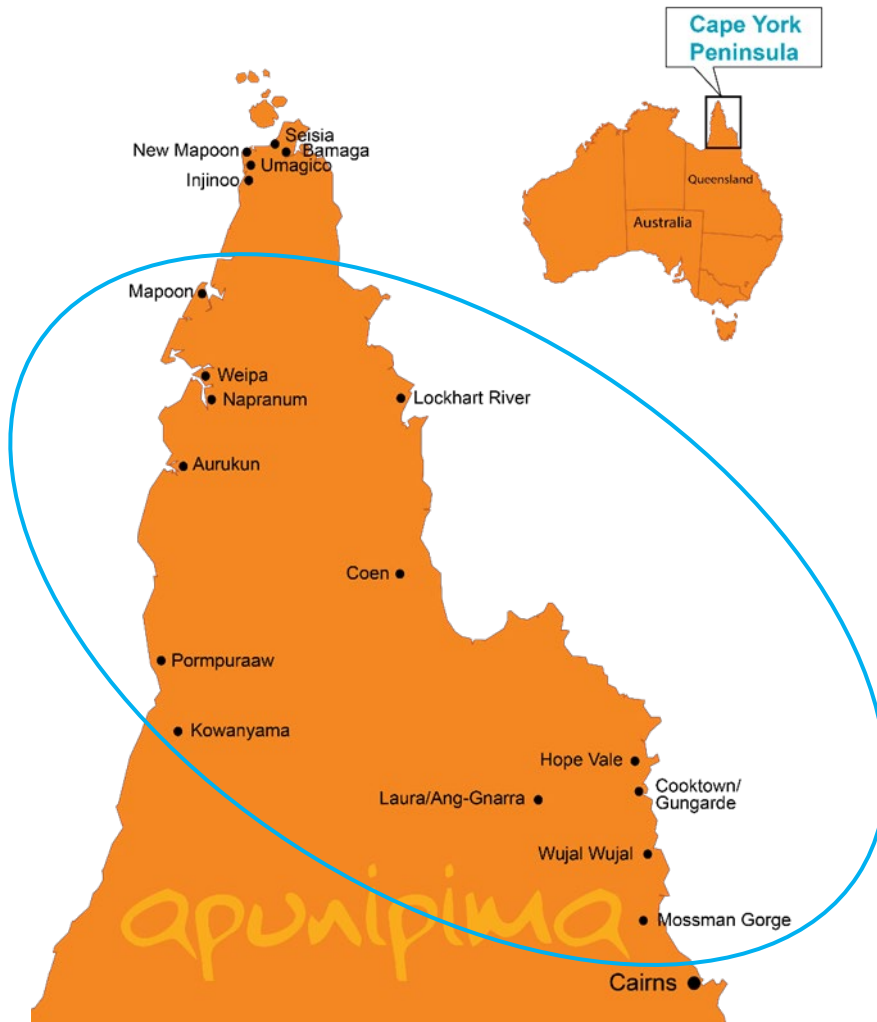 Cape York
Peninsula
Seisia
New Mapoon
Bamaga
Umagico
Injinoo
Queensland
Australia
Mapoon
Weipa
Napranum
Lockhart River
Aurukun
Coen
Pormpuraaw
Kowanyama
Hope Vale
Cooktown/
Gungarde
Laura/Ang-Gnarra
Wujal Wujal
apunipima
Mossman Gorge
Cairns